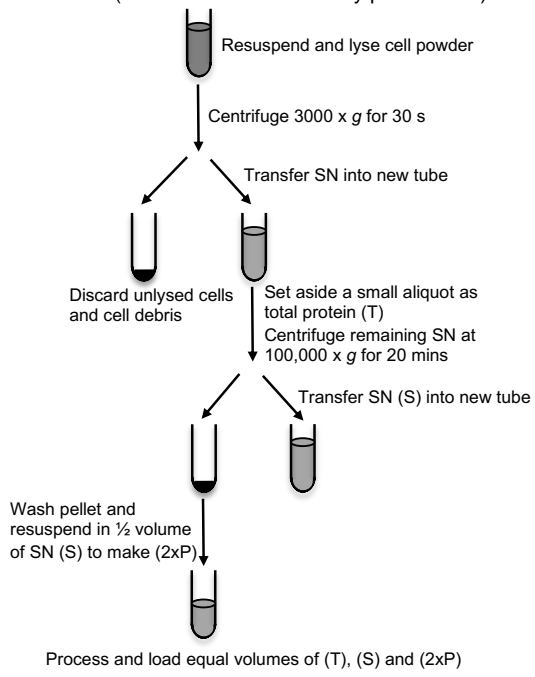 Resuspend and lyse cell powder
Centrifuge 3000 x g for 30 s
Transfer SN into new tube
Discard unlysed cells
and cell debris
Set aside a small aliquot as
total protein (T)
Centrifuge remaining SN at
100,000 x g for 20 mins
Transfer SN (S) into new tube
Wash pellet and
resuspend in ½ volume
of SN (S) to make (2xP)
Process and load equal volumes of (T), (S) and (2xP)